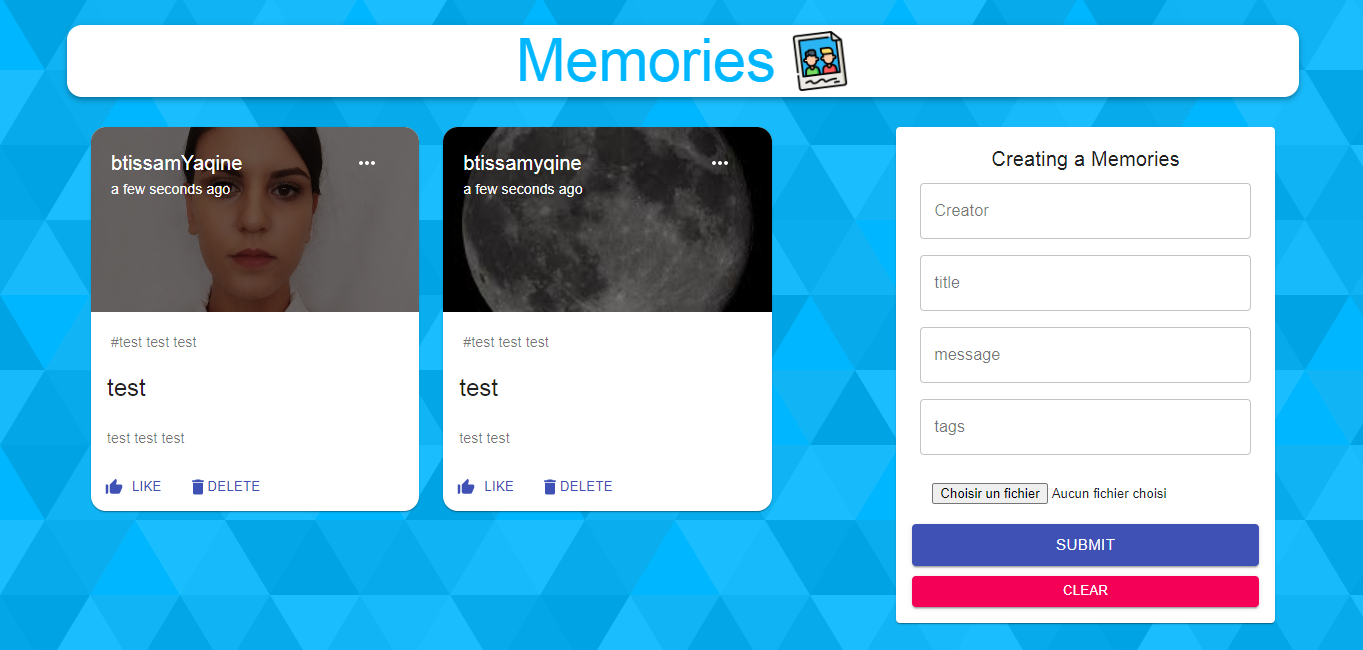 Memories
btissamYaqine
a few seconds ago
#test test test
test
test test test
LIKE DELETE
btissamyqine
a few seconds ago
#test test test
test
test test
LIKE DELETE
Creating a Memories
Creator
title
message
tags
Choisir un fichier Aucun fichier choisi
SUBMIT
CLEAR